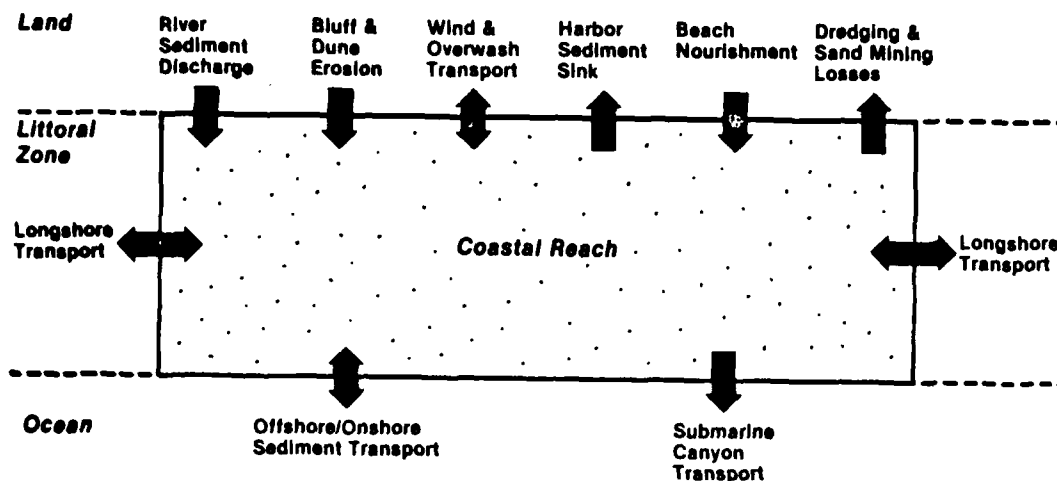 Land
River
Sediment
Discharge
Bluff &
Dune
Erosion
Wind &
Overwash
Transport
Harbor
Sediment
Sink
Beach
Nourishment
Dredging &
Sand Mining
Losses
Littoral
Zone
Longshore
Transport
Coastal Reach
Longshore
Transport
Ocean
Offshore/Onshore
Sediment Transport
Submarine
Canyon
Transport